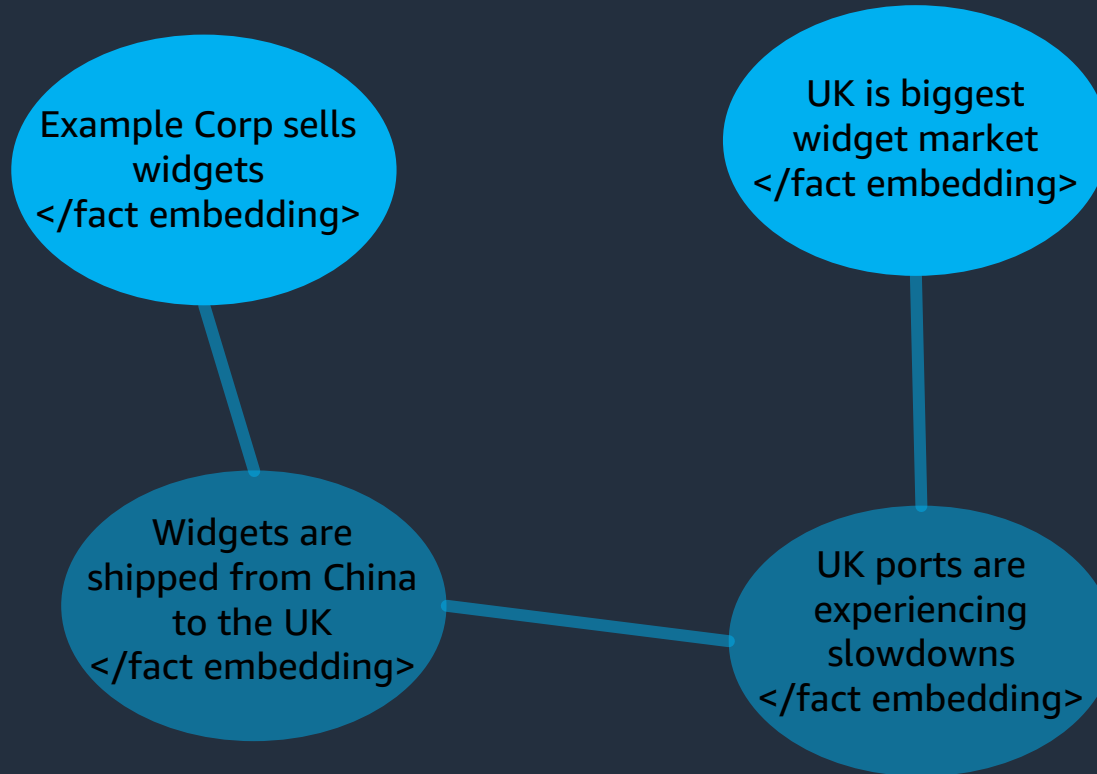 Example Corp sells
widgets
</fact embedding>
UK is biggest
widget market
</fact embedding>
Widgets are
shipped from China
to the UK
</fact embedding>
UK ports are
experiencing
slowdowns
</fact embedding>